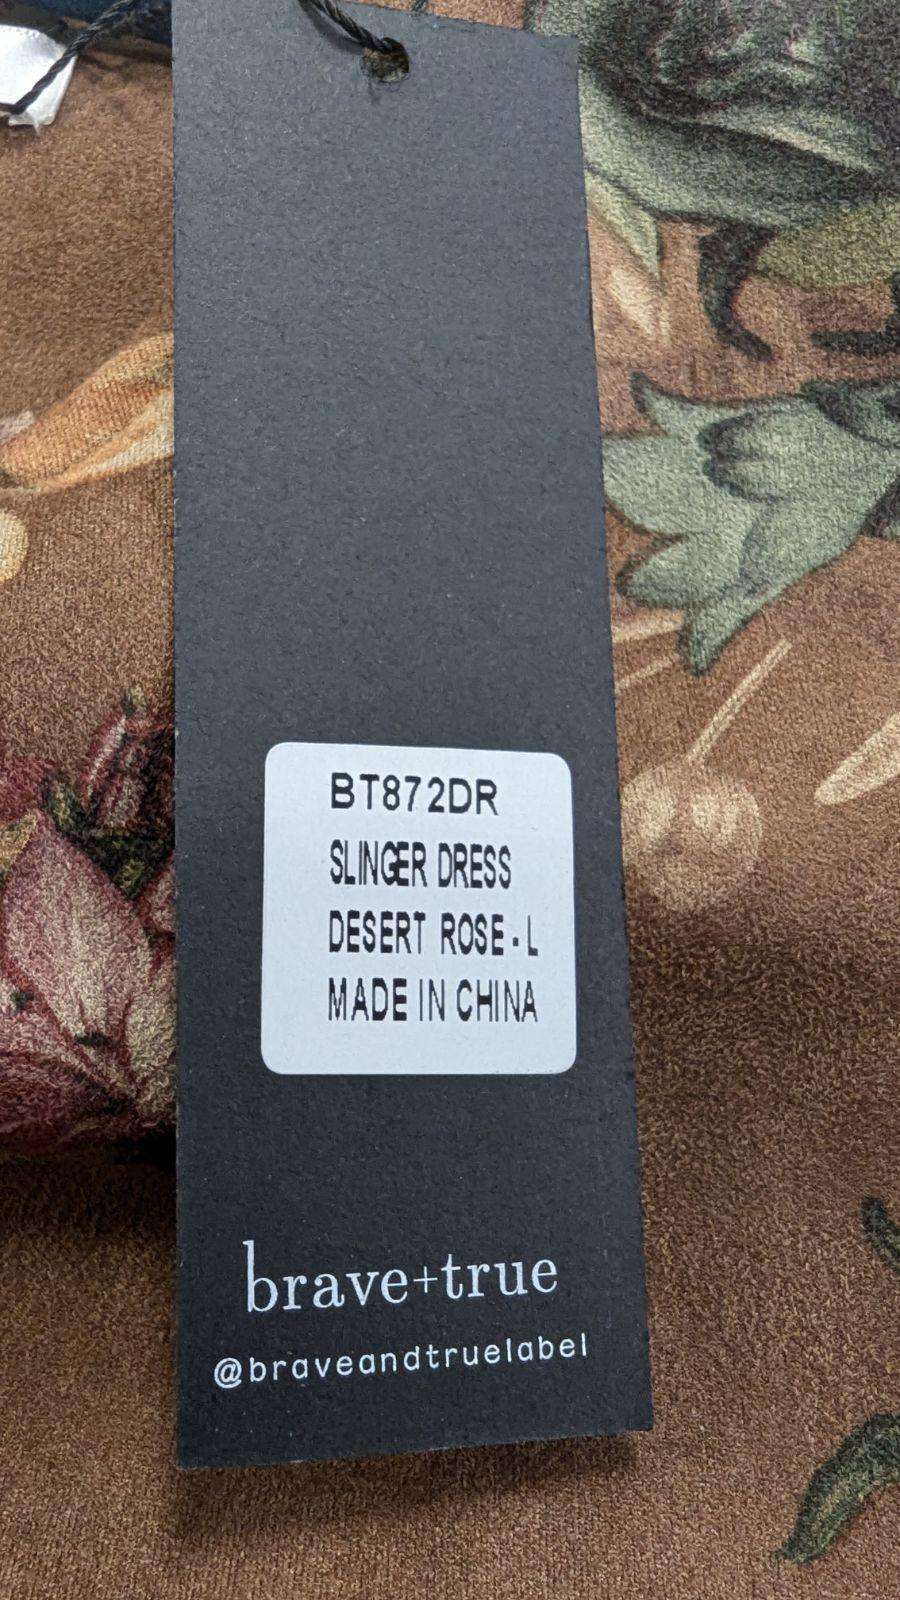 BT872DR
SLINGER DRESS
DESERT ROSE - L
MADE IN CHINA
brave+true
@braveandtruelabel